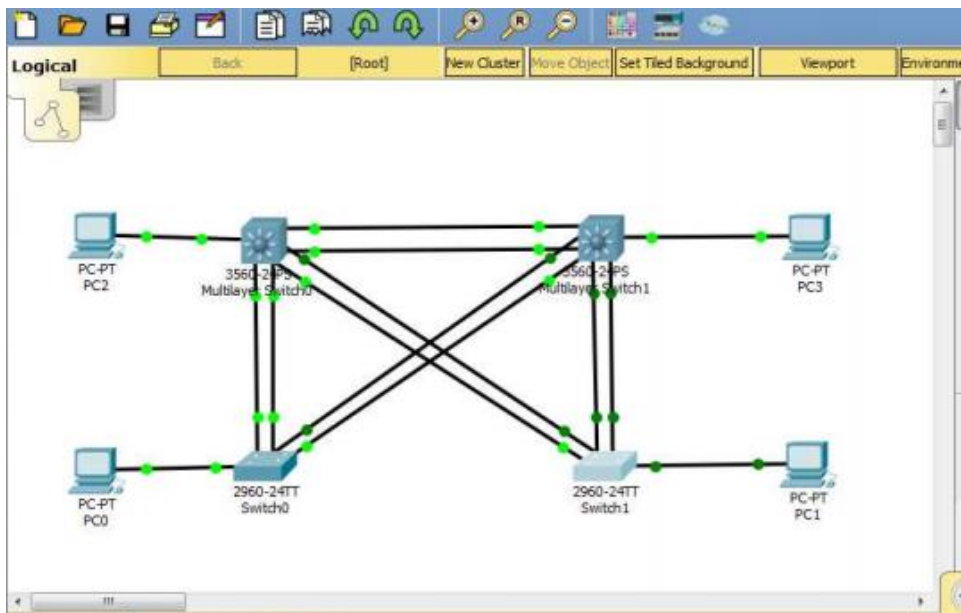 Logical
Back
[Root]
New Cluster
Move Object
Set Tiled Background
Viewport
Environme
PC-PT
PC2
3560-24PS
Multilayer Switch0
3560-24PS
Multilayer Switch1
PC-PT
PC3
PC-PT
PC0
2960-24TT
Switch0
2960-24TT
Switch1
PC-PT
PC1